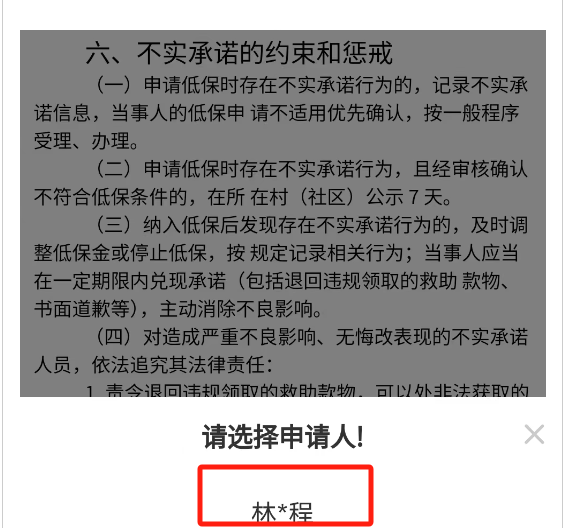 六、不实承诺的约束和惩戒
（一）申请低保时存在不实承诺行为的，记录不实承
诺信息，当事人的低保申 请不适用优先确认，按一般程序
受理、办理。
（二）申请低保时存在不实承诺行为，且经审核确认
不符合低保条件的，在所 在村（社区）公示 7 天。
（三）纳入低保后发现存在不实承诺行为的，及时调
整低保金或停止低保，按 规定记录相关行为；当事人应当
在一定期限内兑现承诺（包括退回违规领取的救助 款物、
书面道歉等），主动消除不良影响。
（四）对造成严重不良影响、无悔改表现的不实承诺
人员，依法追究其法律责任：
1. 责令退回违规领取的救助款物，可以处非法获取的
请选择申请人!
林*程